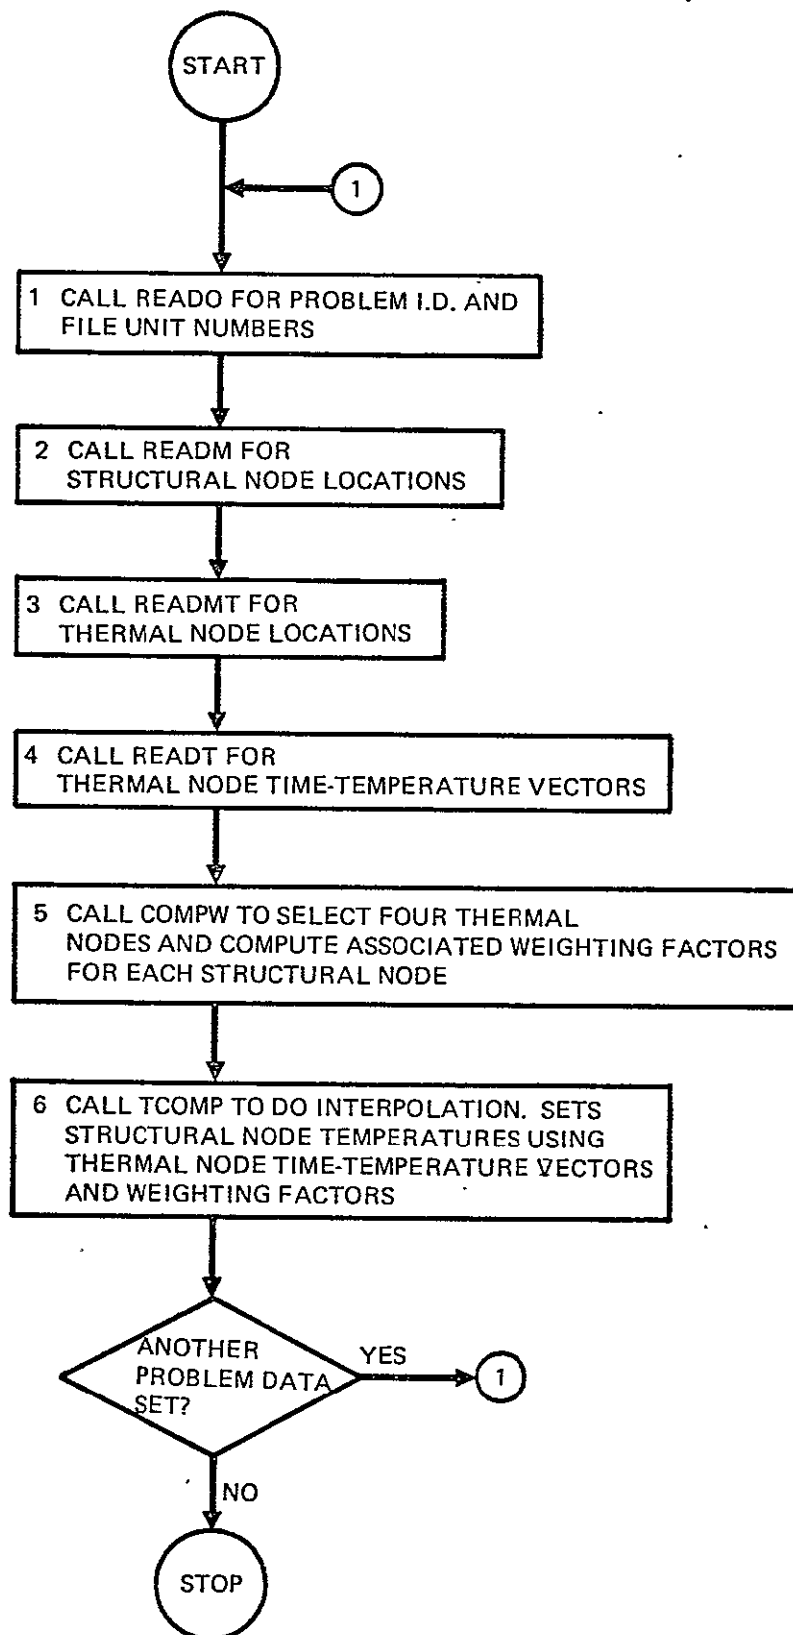 START
1
1 CALL READO FOR PROBLEM I.D. AND
FILE UNIT NUMBERS
2 CALL READM FOR
STRUCTURAL NODE LOCATIONS
3 CALL READMT FOR
THERMAL NODE LOCATIONS
4 CALL READT FOR
THERMAL NODE TIME-TEMPERATURE VECTORS
5 CALL COMPW TO SELECT FOUR THERMAL
NODES AND COMPUTE ASSOCIATED WEIGHTING FACTORS
FOR EACH STRUCTURAL NODE
6 CALL TCOMP TO DO INTERPOLATION. SETS
STRUCTURAL NODE TEMPERATURES USING
THERMAL NODE TIME-TEMPERATURE VECTORS
AND WEIGHTING FACTORS
ANOTHER
PROBLEM DATA
SET?
YES
1
NO
STOP